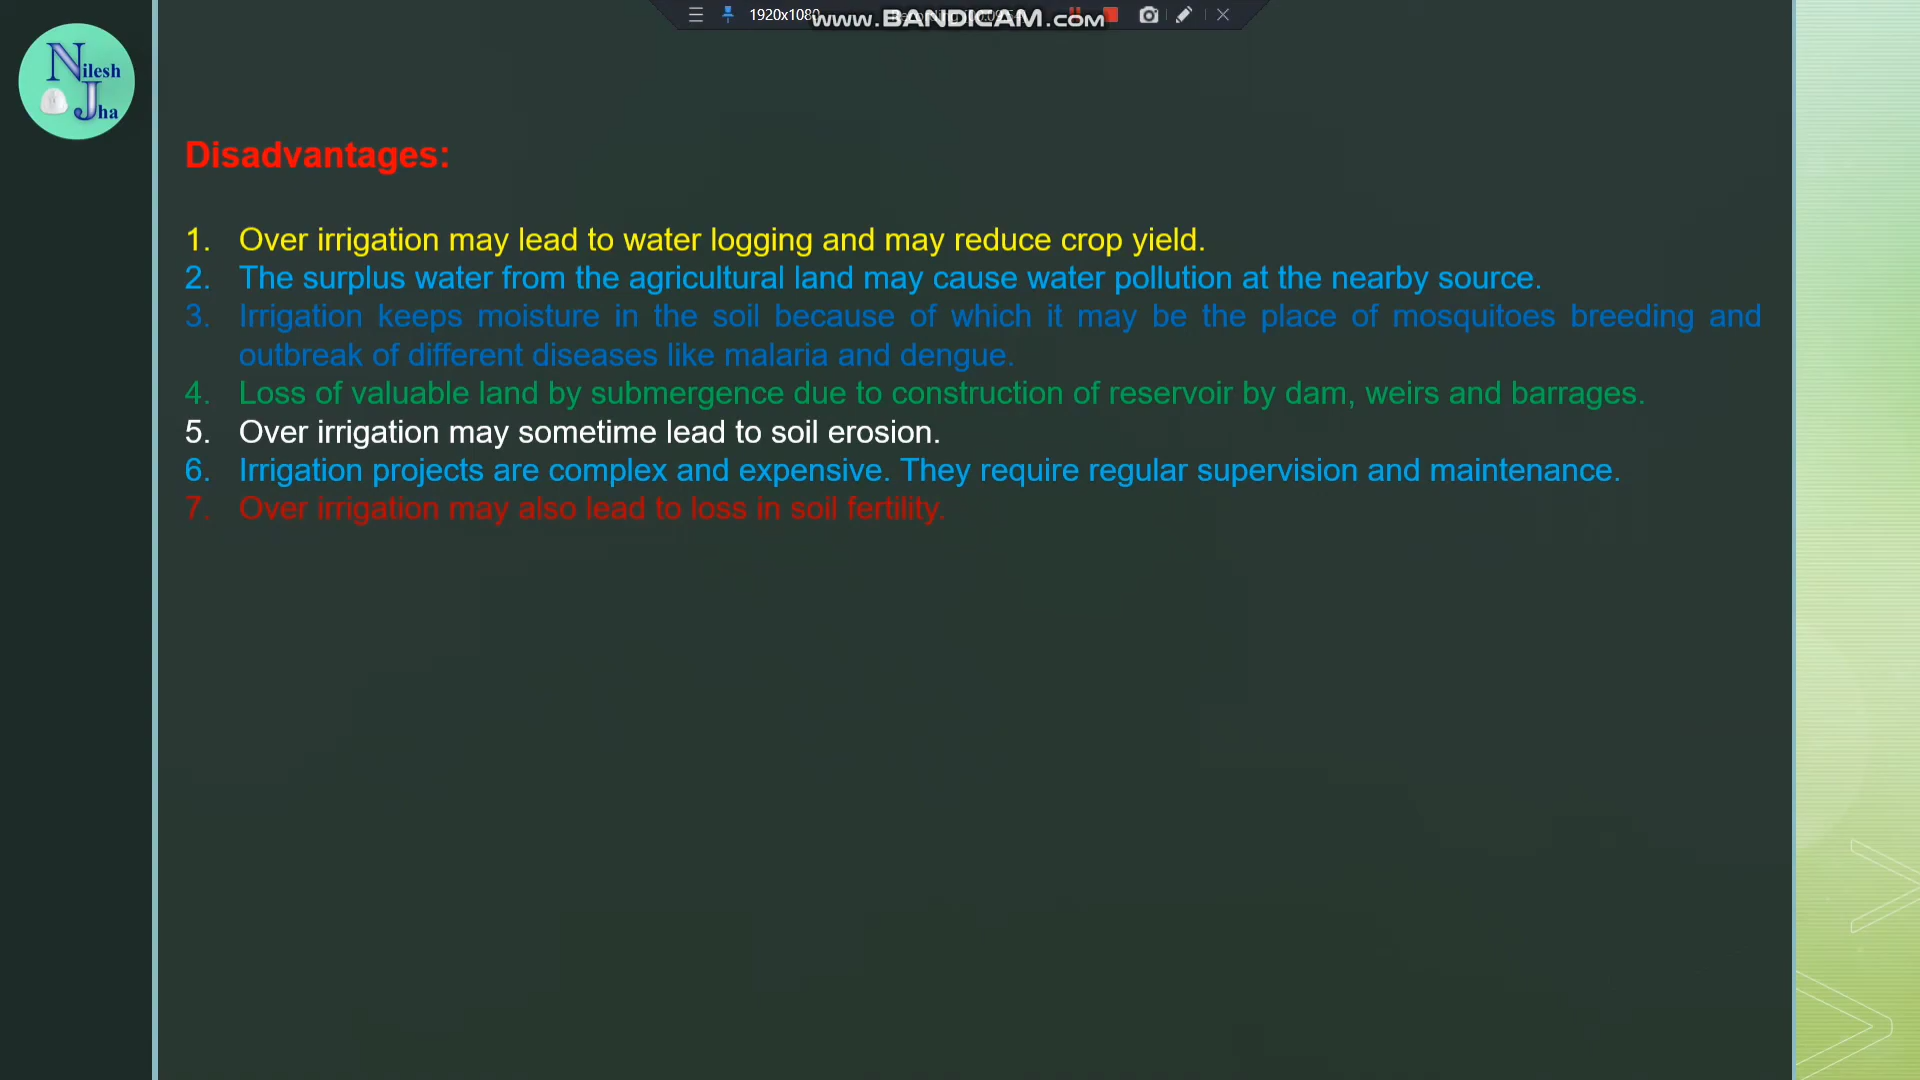 1920x1080
www.BANDICAM.com
Nilesh
Jha
Disadvantages:
1. Over irrigation may lead to water logging and may reduce crop yield.
2. The surplus water from the agricultural land may cause water pollution at the nearby source.
3. Irrigation keeps moisture in the soil because of which it may be the place of mosquitoes breeding and
outbreak of different diseases like malaria and dengue.
4. Loss of valuable land by submergence due to construction of reservoir by dam, weirs and barrages.
5. Over irrigation may sometime lead to soil erosion.
6. Irrigation projects are complex and expensive. They require regular supervision and maintenance.
7. Over irrigation may also lead to loss in soil fertility.